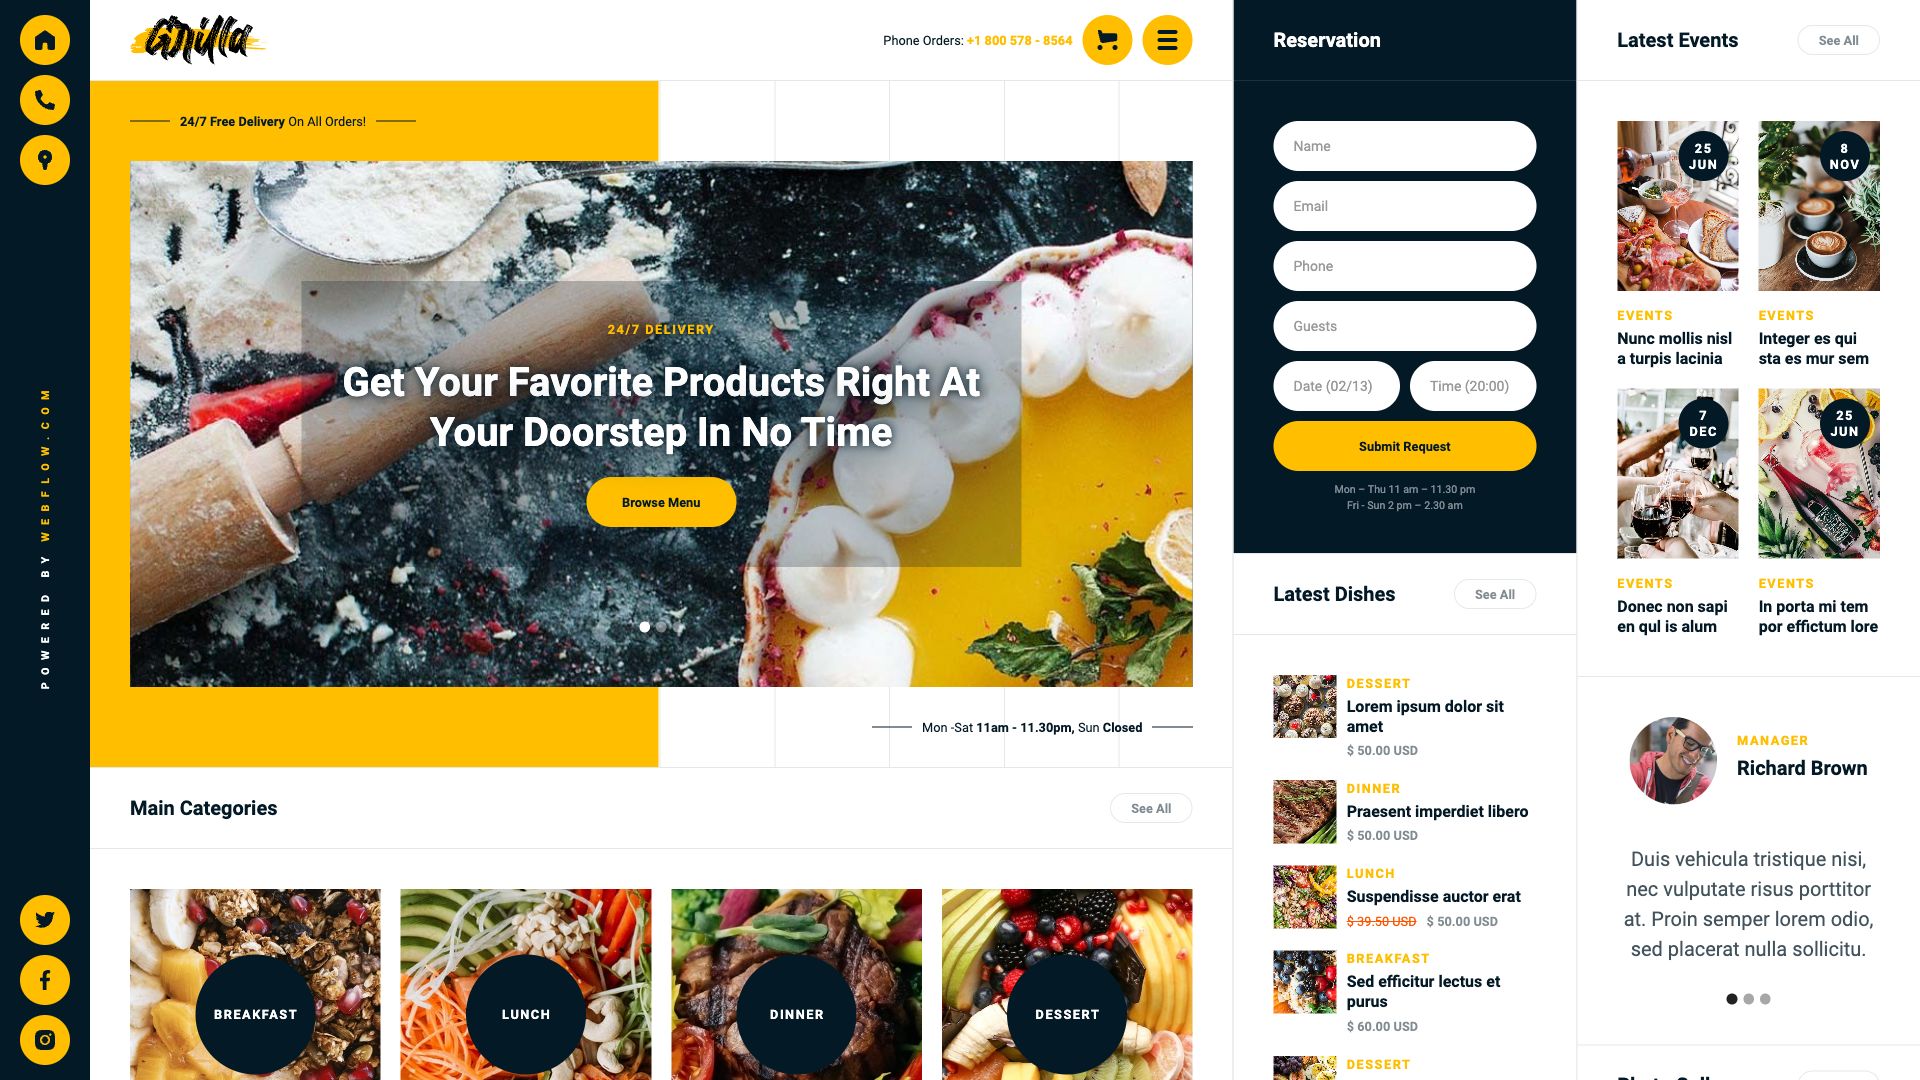 POWERED BY WEBFLOW.COM
Grilla
Phone Orders: +1 800 578 - 8564
24/7 Free Delivery On All Orders!
24/7 DELIVERY
Get Your Favorite Products Right At
Your Doorstep In No Time
Browse Menu
Mon -Sat 11am - 11.30pm, Sun Closed
Main Categories
See All
BREAKFAST
LUNCH
DINNER
DESSERT
Reservation
Name
Email
Phone
Guests
Date (02/13)
Time (20:00)
Submit Request
Mon – Thu 11 am – 11.30 pm
Fri - Sun 2 pm – 2.30 am
Latest Dishes
See All
DESSERT
Lorem ipsum dolor sit
amet
$ 50.00 USD
DINNER
Praesent imperdiet libero
$ 50.00 USD
LUNCH
Suspendisse auctor erat
$ 39.50 USD $ 50.00 USD
BREAKFAST
Sed efficitur lectus et
purus
$ 60.00 USD
DESSERT
Latest Events
See All
25
JUN
EVENTS
Nunc mollis nisl
a turpis lacinia
8
NOV
EVENTS
Integer es qui
sta es mur sem
7
DEC
EVENTS
Donec non sapi
en qul is alum
25
JUN
EVENTS
In porta mi tem
por effictum lore
MANAGER
Richard Brown
Duis vehicula tristique nisi,
nec vulputate risus porttitor
at. Proin semper lorem odio,
sed placerat nulla sollicitu.